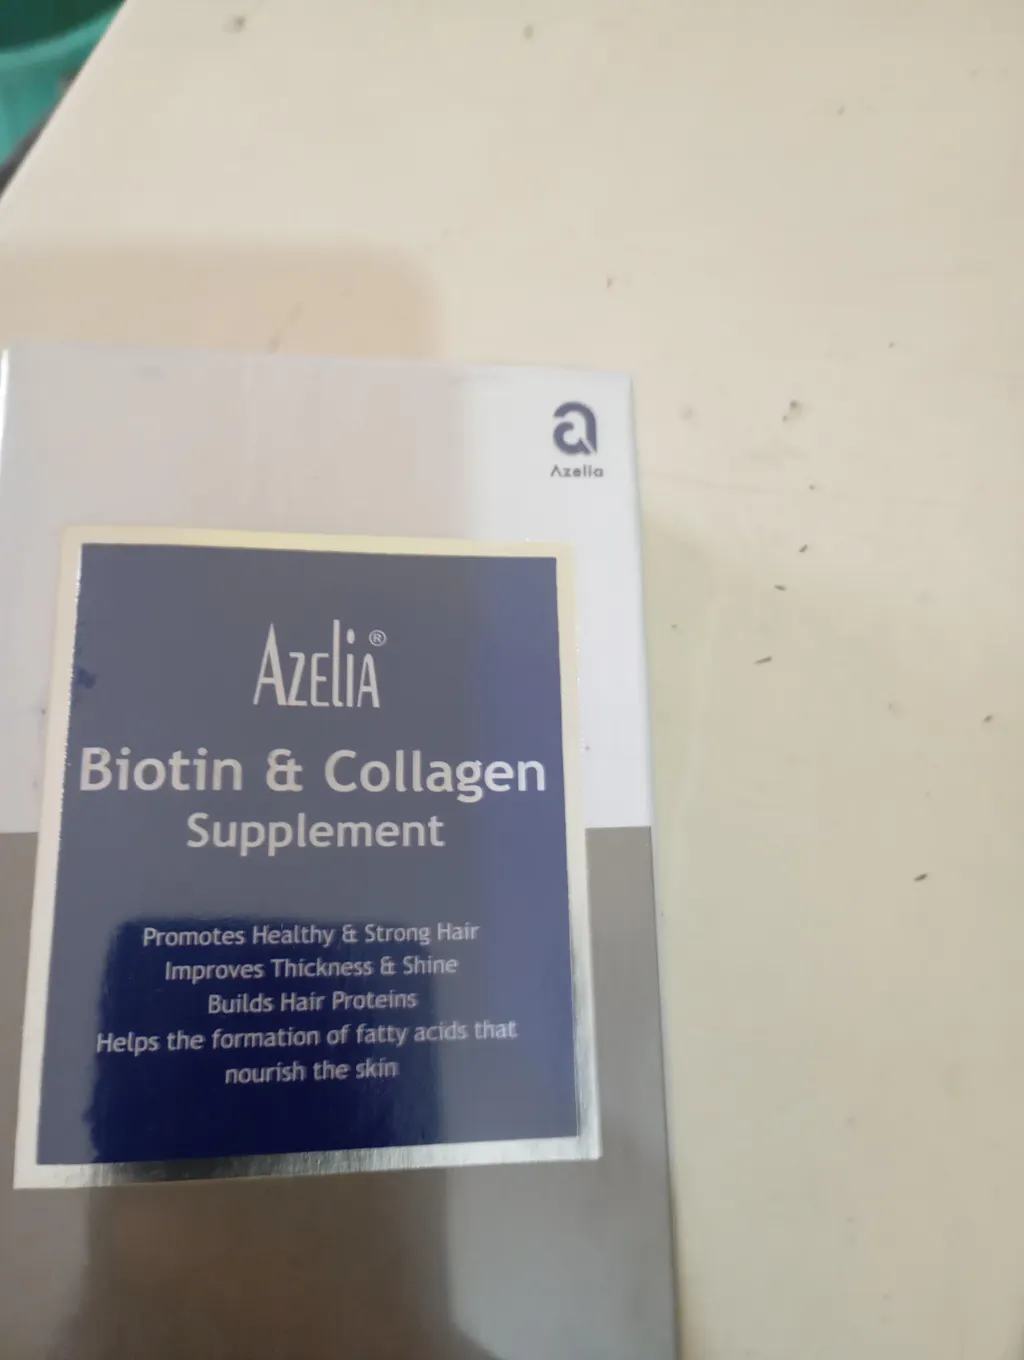 a
Azelia
AZELIA®
Biotin & Collagen
Supplement
Promotes Healthy & Strong Hair
Improves Thickness & Shine
Builds Hair Proteins
Helps the formation of fatty acids that
nourish the skin